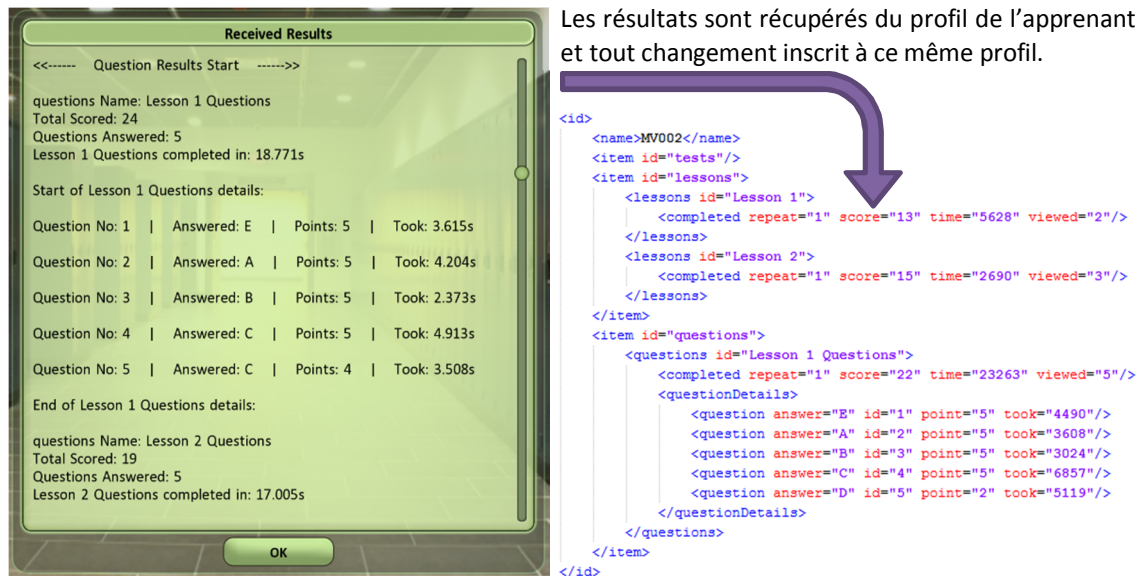 Received Results
<<------ Question Results Start ------>>
questions Name: Lesson 1 Questions
Total Scored: 24
Questions Answered: 5
Lesson 1 Questions completed in: 18.771s
Start of Lesson 1 Questions details:
Question No: 1 | Answered: E | Points: 5 | Took: 3.615s
Question No: 2 | Answered: A | Points: 5 | Took: 4.204s
Question No: 3 | Answered: B | Points: 5 | Took: 2.373s
Question No: 4 | Answered: C | Points: 5 | Took: 4.913s
Question No: 5 | Answered: C | Points: 4 | Took: 3.508s
End of Lesson 1 Questions details:
questions Name: Lesson 2 Questions
Total Scored: 19
Questions Answered: 5
Lesson 2 Questions completed in: 17.005s
OK
Les résultats sont récupérés du profil de l’apprenant
et tout changement inscrit à ce même profil.
<id>
<name>MV002</name>
<item id="tests"/>
<item id="lessons">
<lessons id="Lesson 1">
<completed repeat="1" score="13" time="5628" viewed="2"/>
</lessons>
<lessons id="Lesson 2">
<completed repeat="1" score="15" time="2690" viewed="3"/>
</lessons>
</item>
<item id="questions">
<questions id="Lesson 1 Questions">
<completed repeat="1" score="22" time="23263" viewed="5"/>
<questionDetails>
<question answer="E" id="1" point="5" took="4490"/>
<question answer="A" id="2" point="5" took="3608"/>
<question answer="B" id="3" point="5" took="3024"/>
<question answer="C" id="4" point="5" took="6857"/>
<question answer="D" id="5" point="2" took="5119"/>
</questionDetails>
</questions>
</item>
</id>